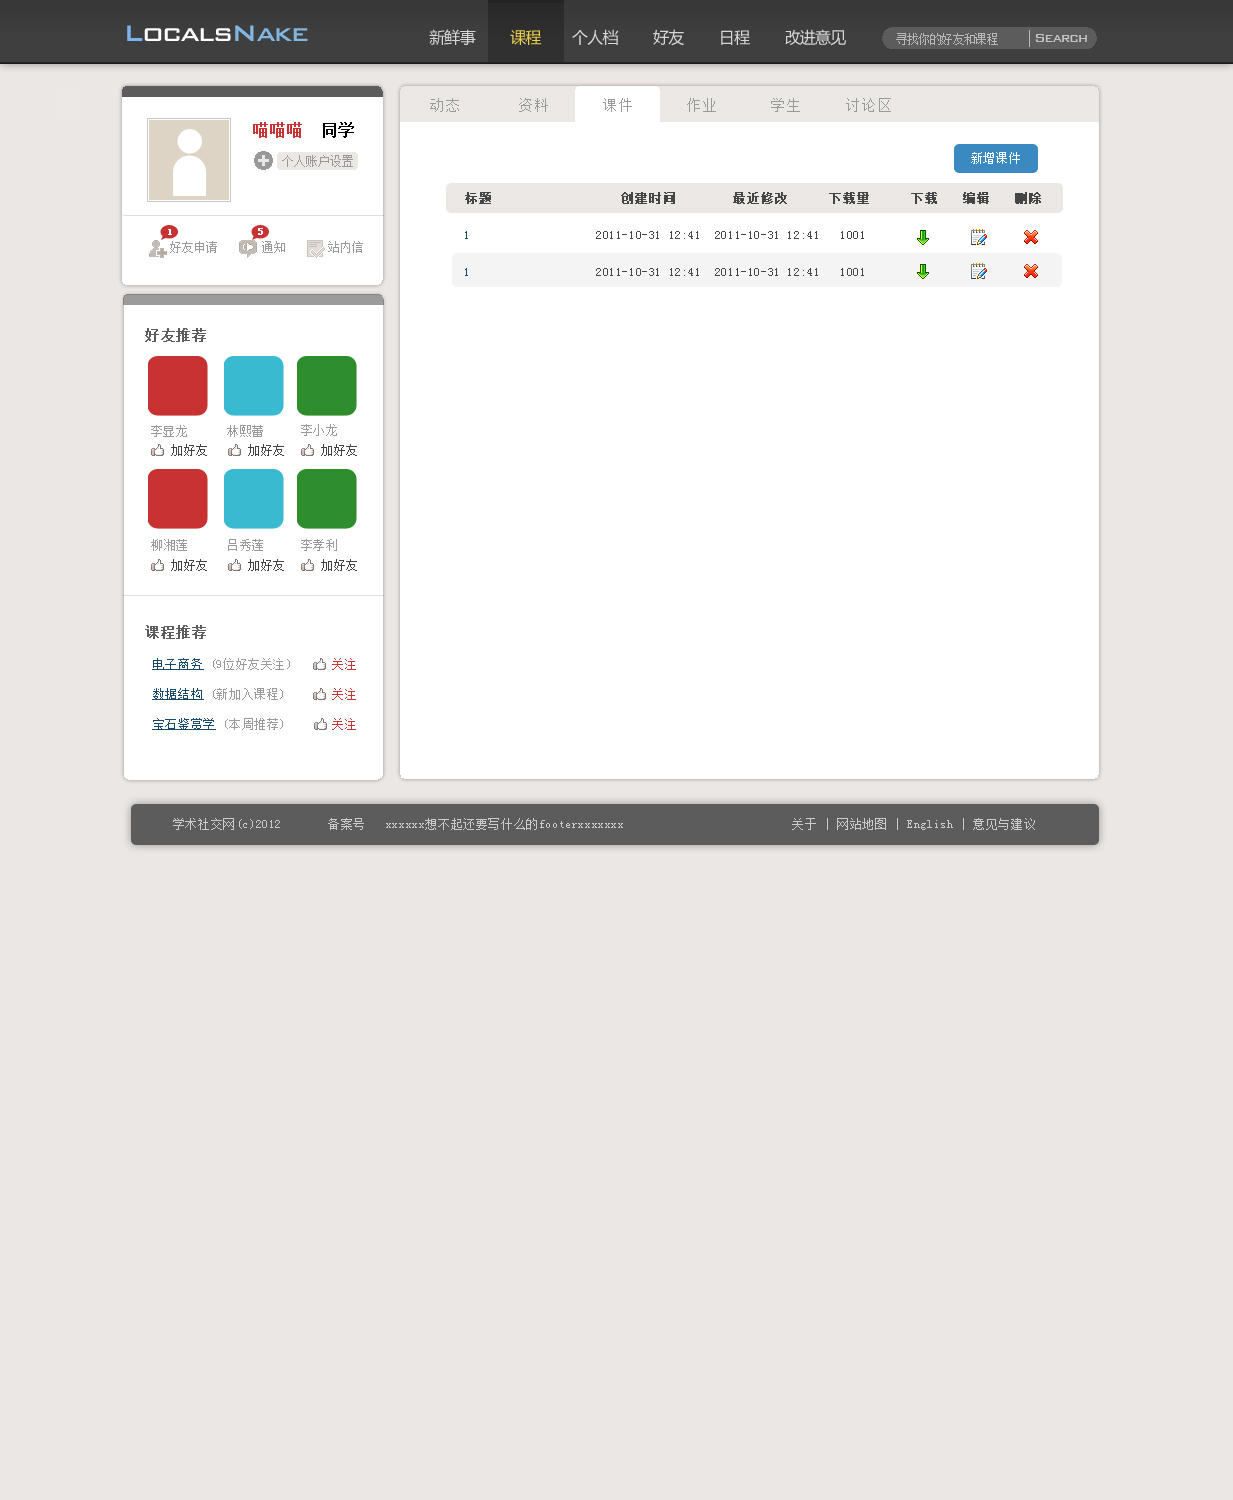 LocalsNake
新鲜事 课程 个人档 好友 日程 改进意见
寻找你的好友和课程 Search
喵喵喵 同学
个人账户设置
1 好友申请 5 通知 站内信
好友推荐
李显龙 林熙蕾 李小龙
加好友 加好友 加好友
柳湘莲 吕秀莲 李孝利
加好友 加好友 加好友
课程推荐
电子商务 (9位好友关注) 关注
数据结构 (新加入课程) 关注
宝石鉴赏学 (本周推荐) 关注
动态 资料 课件 作业 学生 讨论区
新增课件
标题 创建时间 最近修改 下载量 下载 编辑 删除
1 2011-10-31 12:41 2011-10-31 12:41 1001
1 2011-10-31 12:41 2011-10-31 12:41 1001
学术社交网(c)2012 备案号 xxxxxx想不起还要写什么的footerxxxxxxx 关于 | 网站地图 | English | 意见与建议